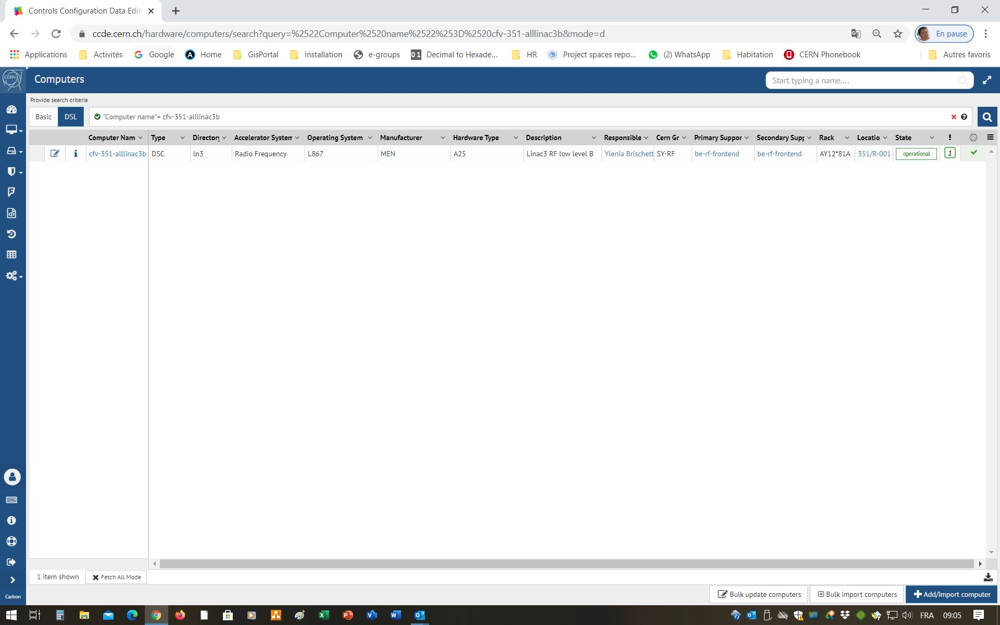 Controls Configuration Data Edit
ccde.cern.ch/hardware/computers/search?query=%2522Computer%2520name%2522%253D%2520cfv-351-alllinac3b&mode=d
En pause
Applications Activités Google Home GisPortal Installation e-groups 01 Decimal to Hexade... HR Project spaces repo... (2) WhatsApp Habitation CERN Phonebook Autres favoris
CERN Computers Start typing a name....
Provide search criteria
Basic DSL "Computer name"= cfv-351-alllinac3b
Computer Nam Type Directory Accelerator System Operating System Manufacturer Hardware Type Description Responsible Cern Gr Primary Suppor Secondary Supp Rack Locatio State !
cfv-351-alllinac3b DSC ln3 Radio Frequency L867 MEN A25 Linac3 RF low level B Ylenia Brischett SY-RF be-rf-frontend be-rf-frontend AY12*81A 351/R-001 operational 1
1 item shown Fetch All Mode
Carbon
Bulk update computers Bulk import computers Add/import computer
FRA 09:05